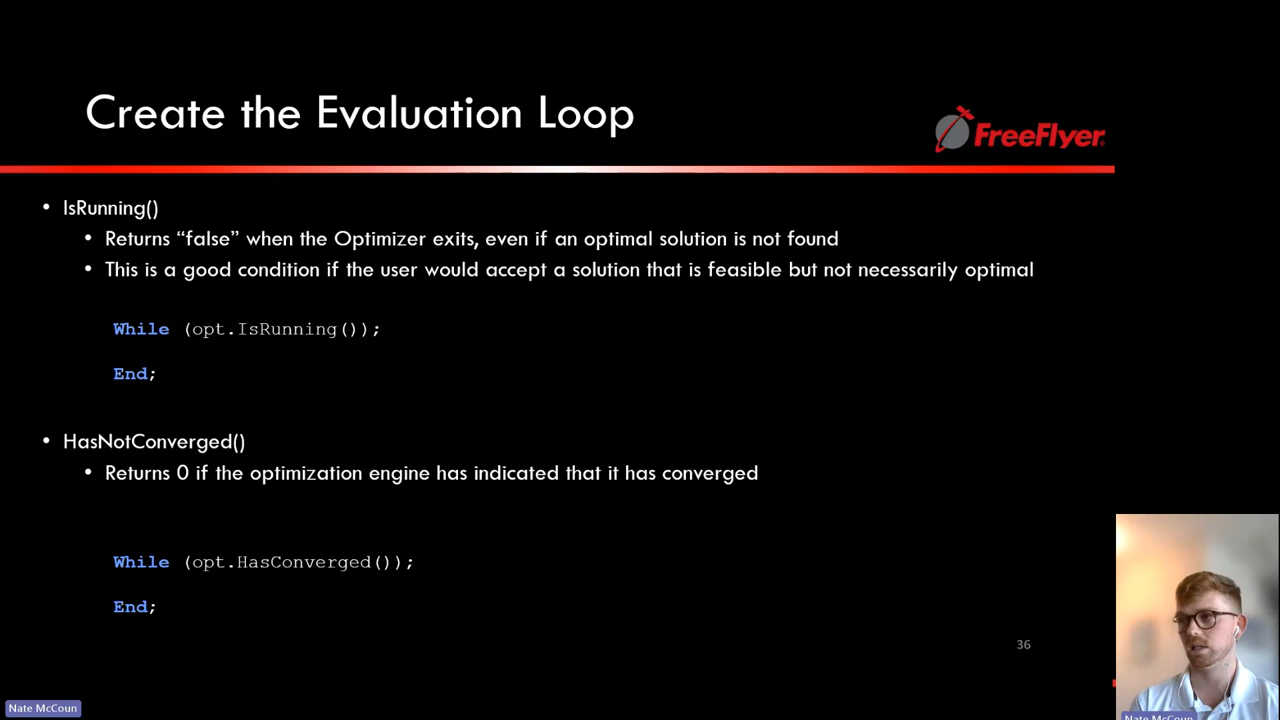 Create the Evaluation Loop
FreeFlyer
• IsRunning()
• Returns “false” when the Optimizer exits, even if an optimal solution is not found
• This is a good condition if the user would accept a solution that is feasible but not necessarily optimal
While (opt.IsRunning());
End;
• HasNotConverged()
• Returns 0 if the optimization engine has indicated that it has converged
While (opt.HasConverged());
End;
36
Nate McCoun
Nate McCoun